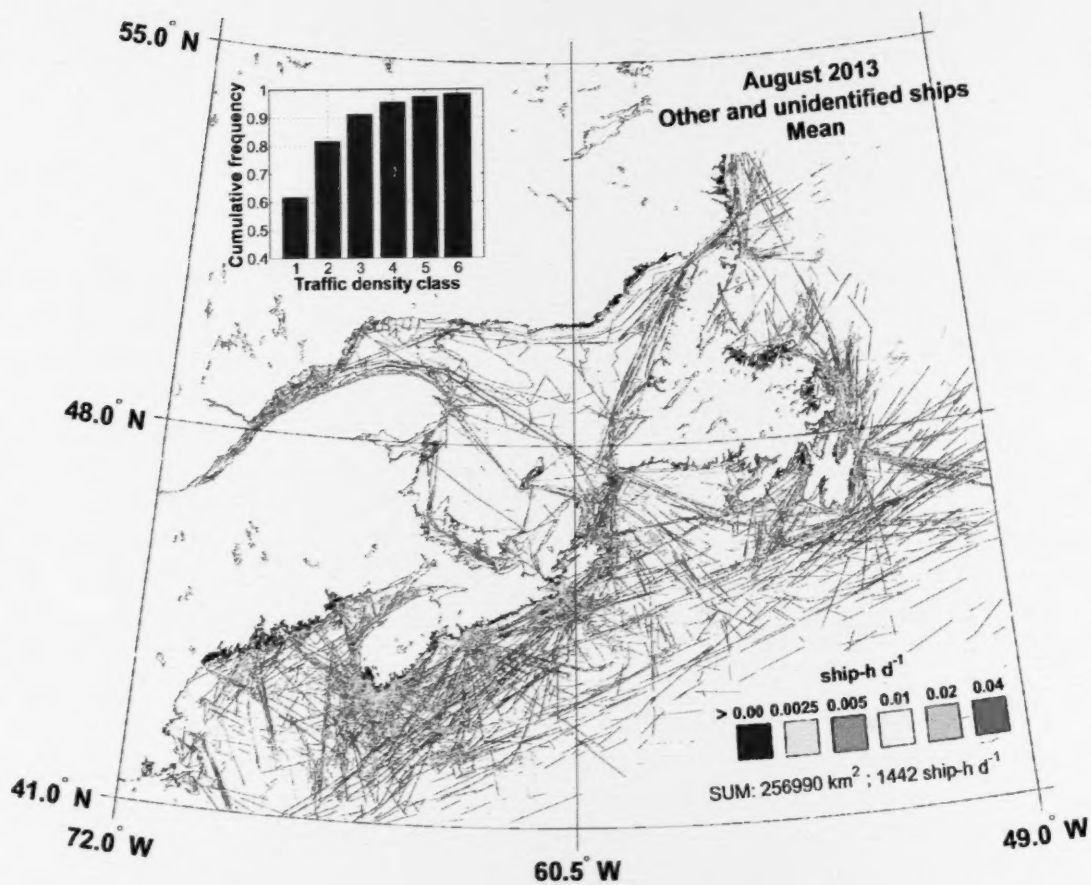 55.0° N
August 2013
Other and unidentified ships
Mean
Cumulative frequency
1
0.9
0.8
0.7
0.6
0.5
0.4
1 2 3 4 5 6
Traffic density class
48.0° N
ship-h d⁻¹
> 0.00 0.0025 0.005 0.01 0.02 0.04
SUM: 256990 km² ; 1442 ship-h d⁻¹
41.0° N
72.0° W
60.5° W
49.0° W